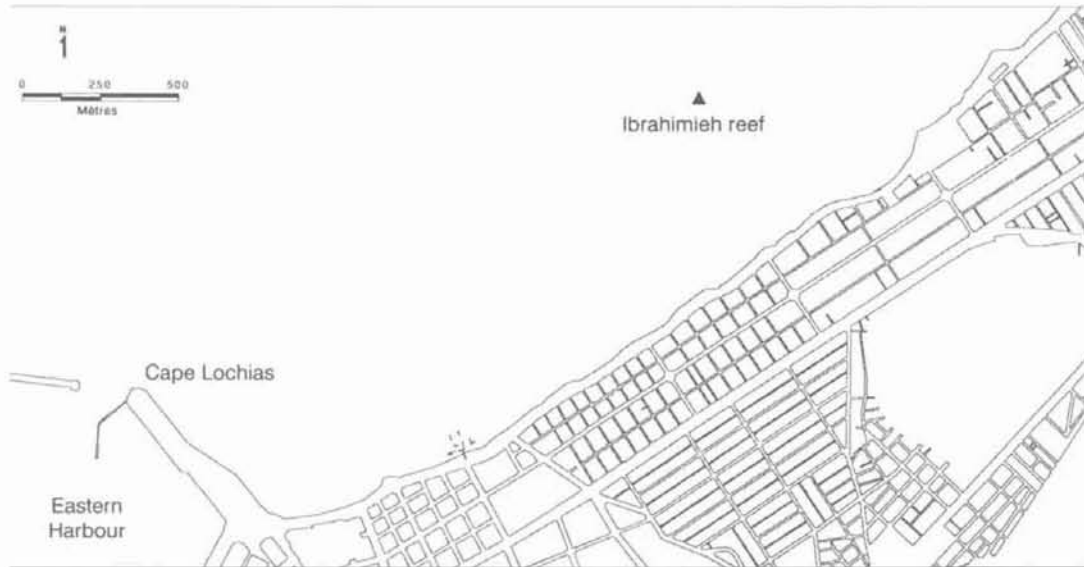 N
0 250 500
Mètres
Ibrahimieh reef
Cape Lochias
Eastern
Harbour